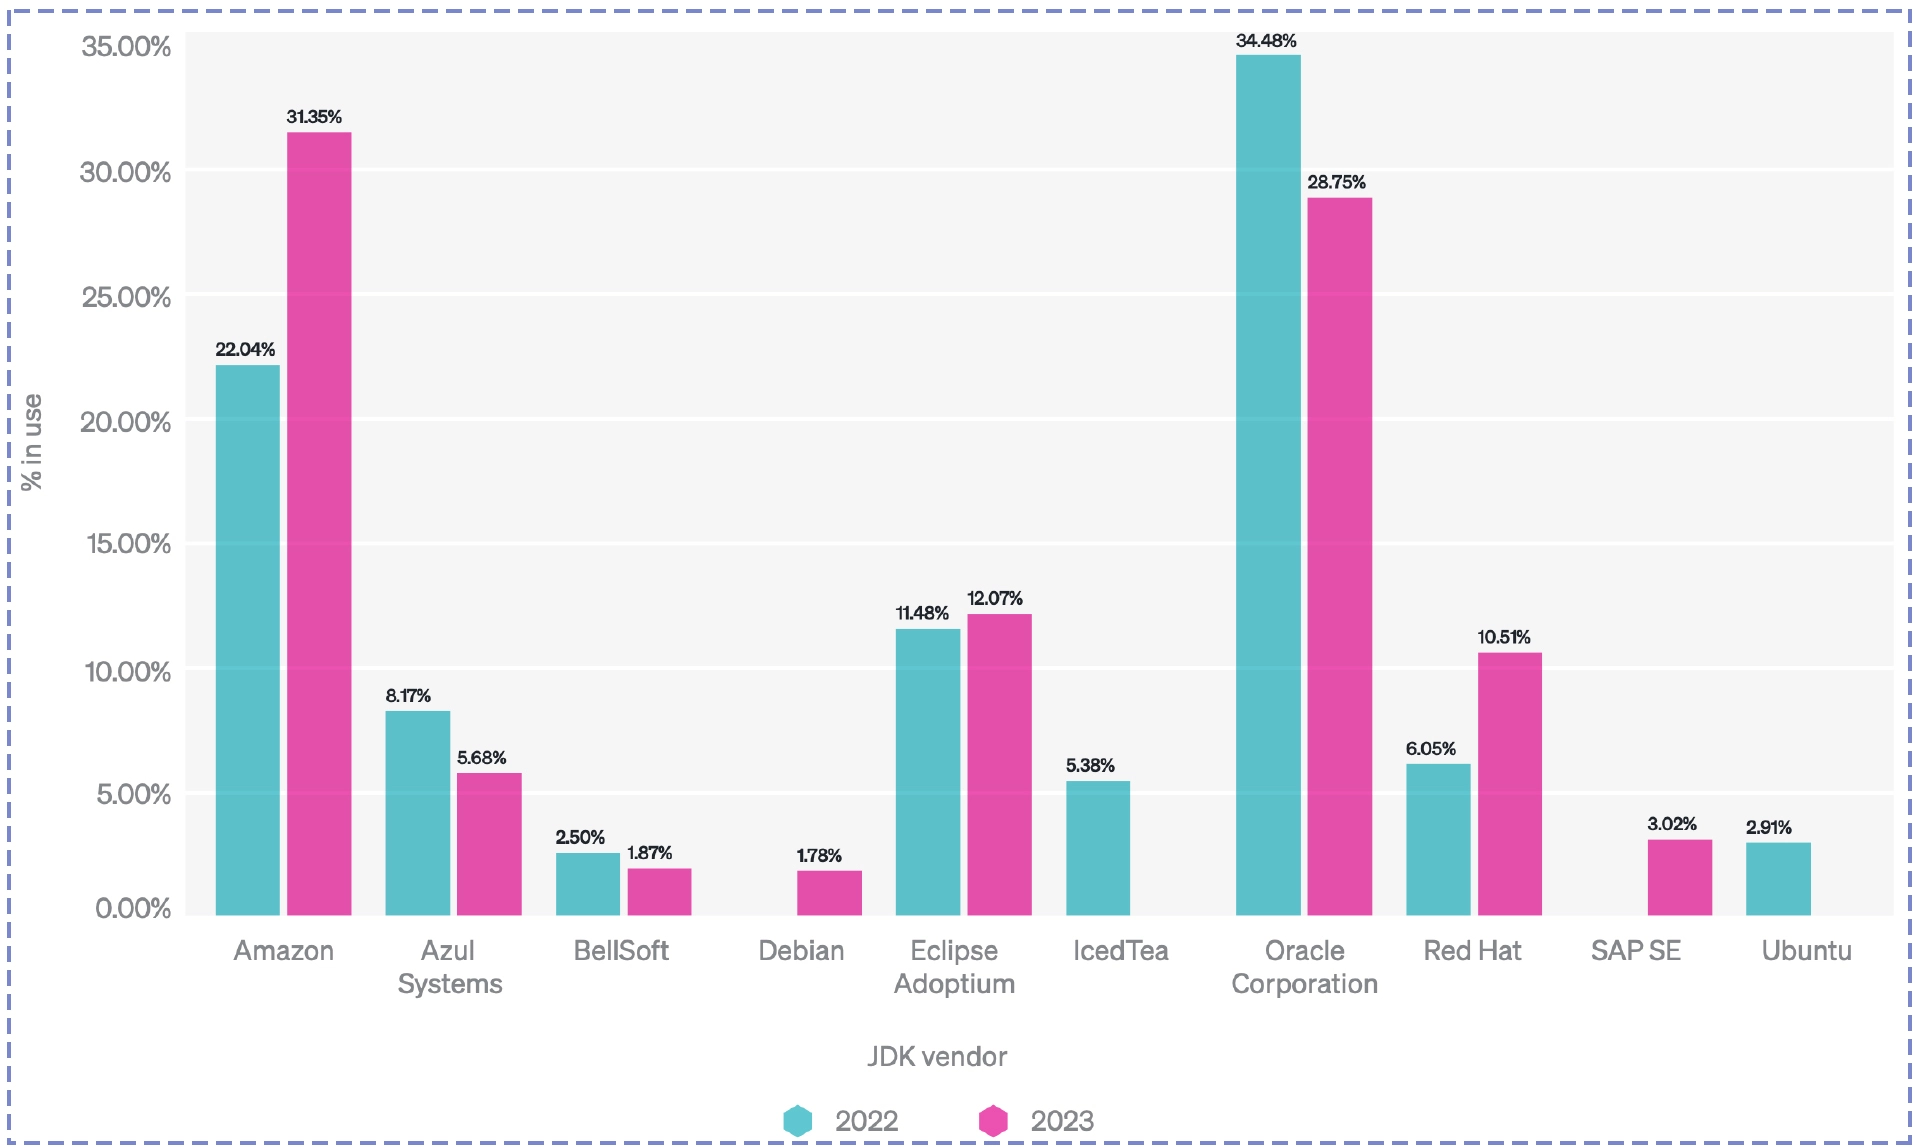 35.00%
30.00%
25.00%
20.00%
15.00%
10.00%
5.00%
0.00%
% in use
22.04%
31.35%
8.17%
5.68%
2.50%
1.87%
1.78%
11.48%
12.07%
5.38%
34.48%
28.75%
6.05%
10.51%
3.02%
2.91%
Amazon
Azul
Systems
BellSoft
Debian
Eclipse
Adoptium
IcedTea
Oracle
Corporation
Red Hat
SAP SE
Ubuntu
JDK vendor
2022
2023